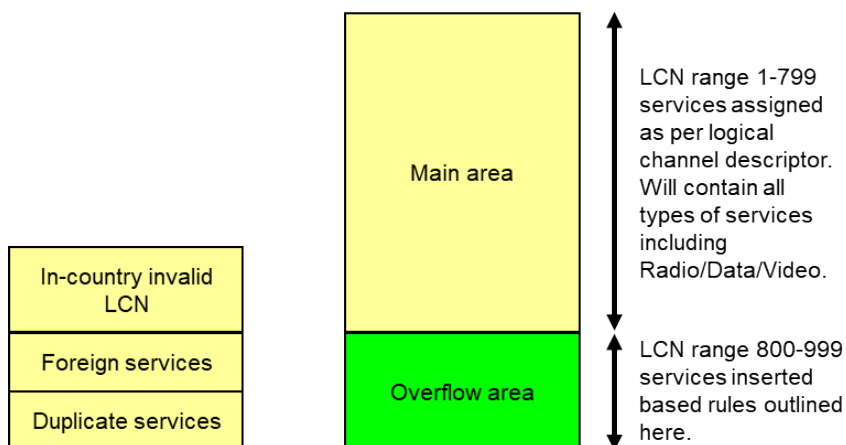 Main area
LCN range 1-799
services assigned
as per logical
channel descriptor.
Will contain all
types of services
including
Radio/Data/Video.
In-country invalid
LCN
Foreign services
Duplicate services
Overflow area
LCN range 800-999
services inserted
based rules outlined
here.